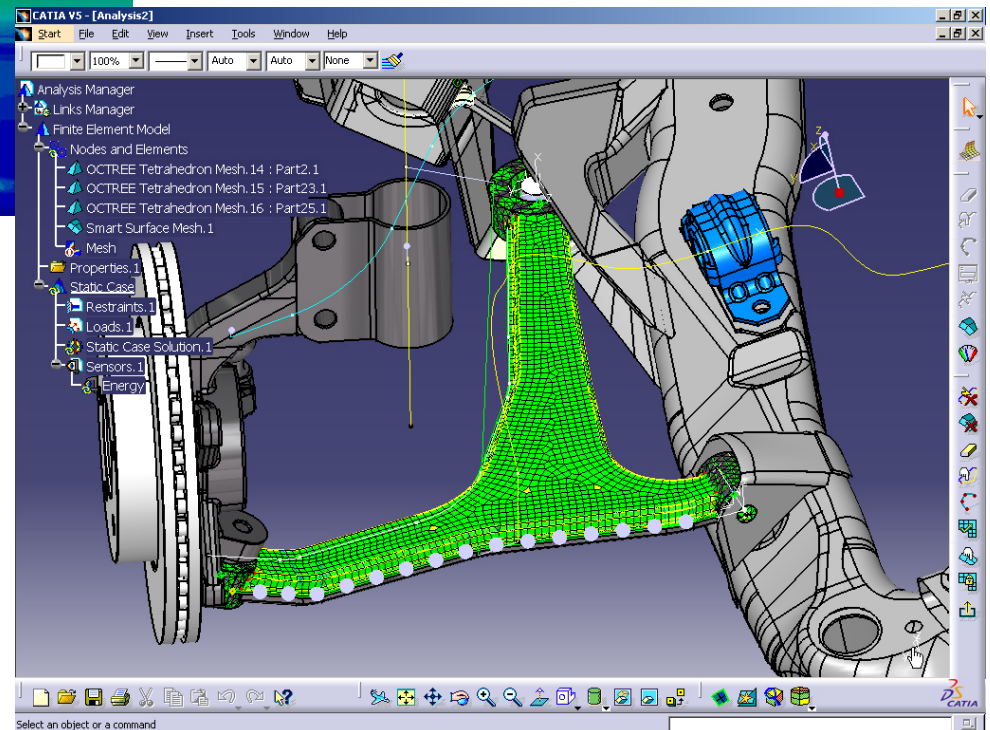 CATIA V5 - [Analysis2]
Start File Edit View Insert Tools Window Help
100% Auto Auto None
Analysis Manager
Links Manager
Finite Element Model
Nodes and Elements
OCTREE Tetrahedron Mesh.14 : Part2.1
OCTREE Tetrahedron Mesh.15 : Part23.1
OCTREE Tetrahedron Mesh.16 : Part25.1
Smart Surface Mesh.1
Mesh
Properties.1
Static Case
Restraints.1
Loads.1
Static Case Solution.1
Sensors.1
Energy
z
x
y
CATIA
Select an object or a command